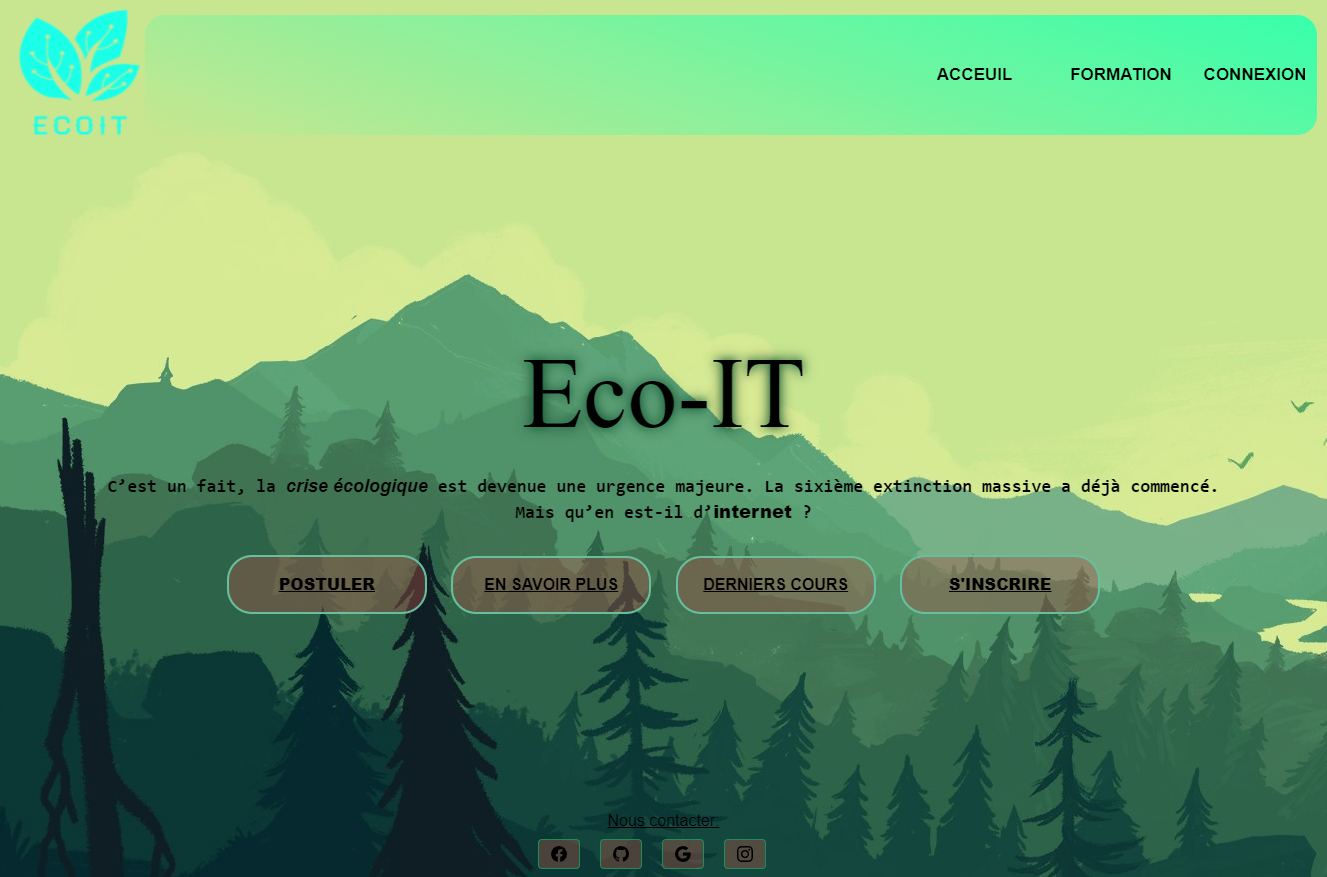 ECOIT
ACCEUIL FORMATION CONNEXION
Eco-IT
C’est un fait, la crise écologique est devenue une urgence majeure. La sixième extinction massive a déjà commencé.
Mais qu’en est-il d’internet ?
POSTULER EN SAVOIR PLUS DERNIERS COURS S'INSCRIRE
Nous contacter: